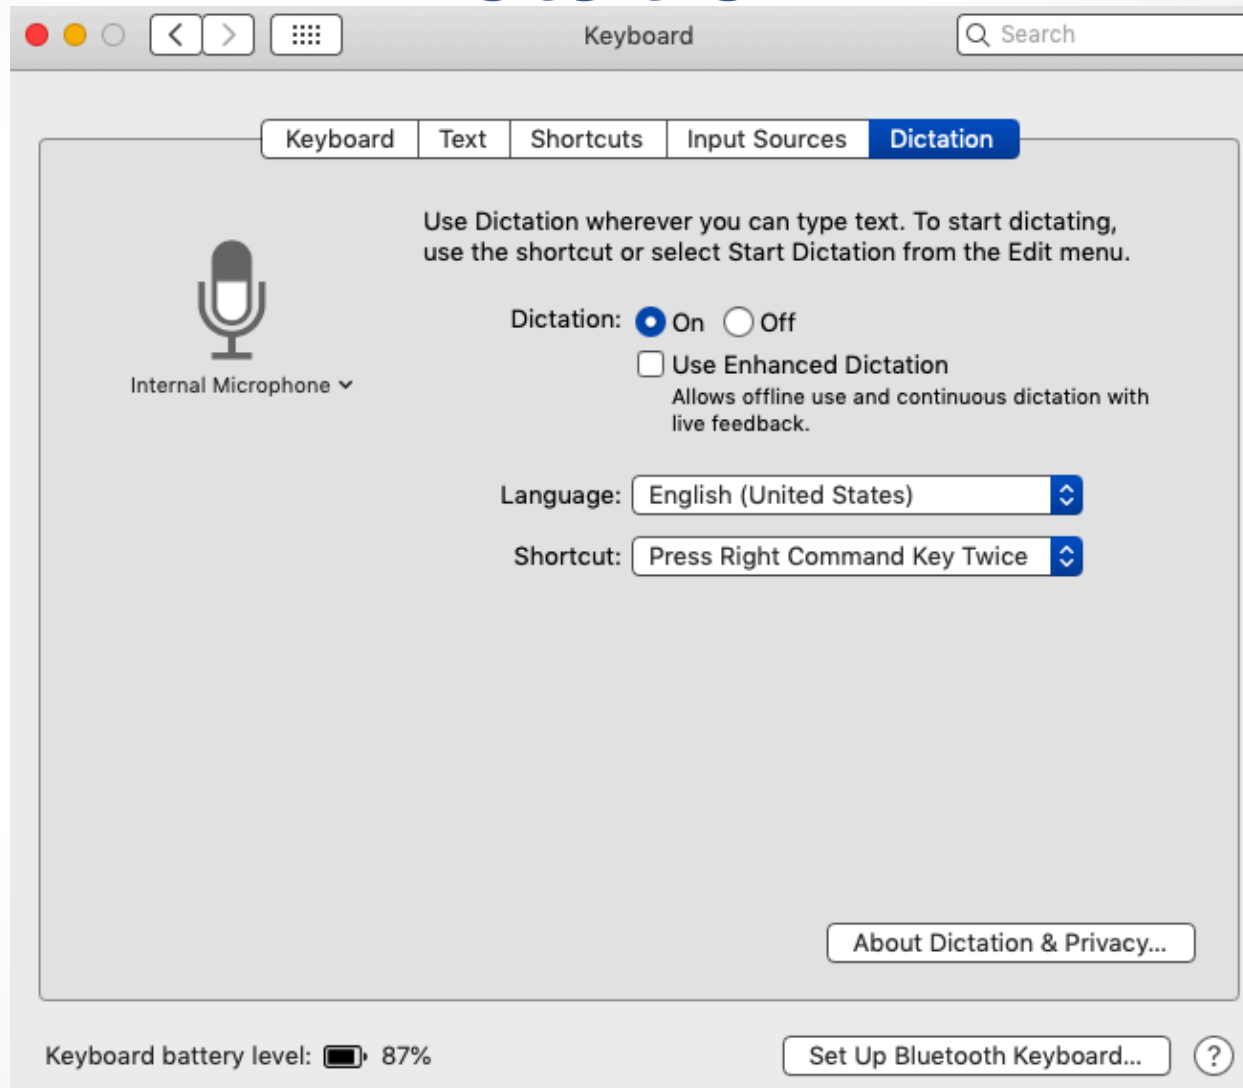 Keyboard
Search
Keyboard Text Shortcuts Input Sources Dictation
Use Dictation wherever you can type text. To start dictating,
use the shortcut or select Start Dictation from the Edit menu.
Dictation: On Off
Use Enhanced Dictation
Internal Microphone
Allows offline use and continuous dictation with
live feedback.
Language: English (United States)
Shortcut: Press Right Command Key Twice
About Dictation & Privacy...
Keyboard battery level: 87%
Set Up Bluetooth Keyboard... ?